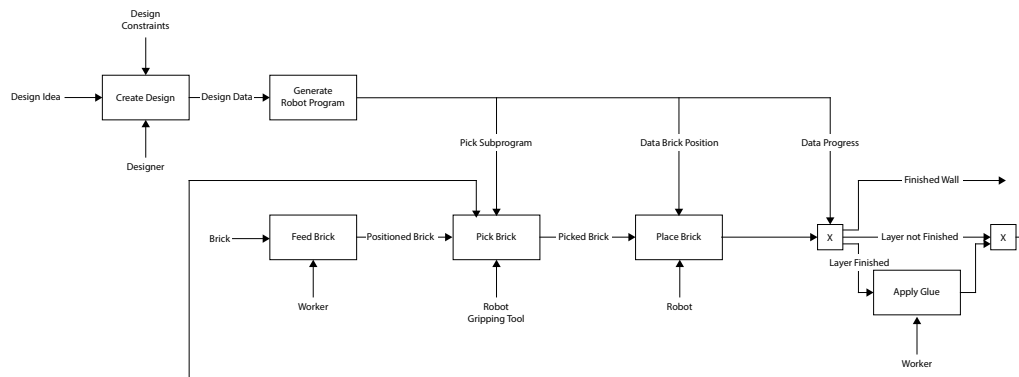 Design
Constraints
Design Idea
Create Design
Design Data
Generate
Robot Program
Designer
Pick Subprogram
Data Brick Position
Data Progress
Finished Wall
Brick
Feed Brick
Positioned Brick
Pick Brick
Picked Brick
Place Brick
X
Layer not Finished
X
Layer Finished
Apply Glue
Worker
Robot
Gripping Tool
Robot
Worker